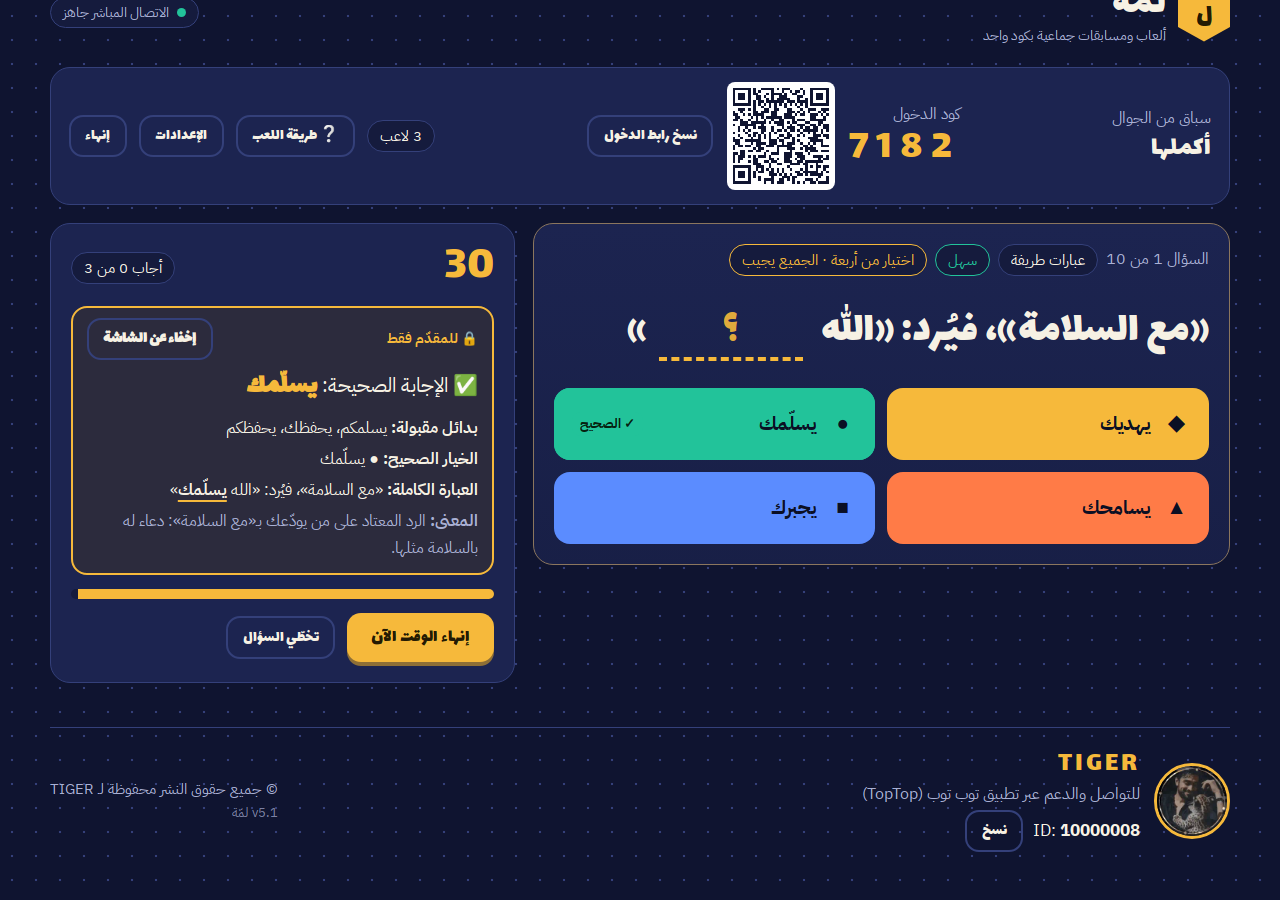 لمّة
ل
ألعاب ومسابقات جماعية بكود واحد
الاتصال المباشر جاهز
سباق من الجوال
أكملها
كود الدخول
7182
نسخ رابط الدخول
3 لاعب
❔ طريقة اللعب
الإعدادات
إنهاء
السؤال 1 من 10
عبارات طريفة
سهل
اختيار من أربعة · الجميع يجيب
«مع السلامة»، فيُرد: «الله ؟ »
◆ يهديك
● يسلّمك ✓ الصحيح
▲ يسامحك
■ يجبرك
30
أجاب 0 من 3
🔒 للمقدّم فقط
إخفاء عن الشاشة
✅ الإجابة الصحيحة: يسلّمك
بدائل مقبولة: يسلمكم، يحفظك، يحفظكم
الخيار الصحيح: ● يسلّمك
العبارة الكاملة: «مع السلامة»، فيُرد: «الله يسلّمك»
المعنى: الرد المعتاد على من يودّعك بـ«مع السلامة»: دعاء له
بالسلامة مثلها.
إنهاء الوقت الآن
تخطّي السؤال
TIGER
للتواصل والدعم عبر تطبيق توب توب (TopTop)
ID: 10000008
نسخ
© جميع حقوق النشر محفوظة لـ TIGER
لمّة v5.1